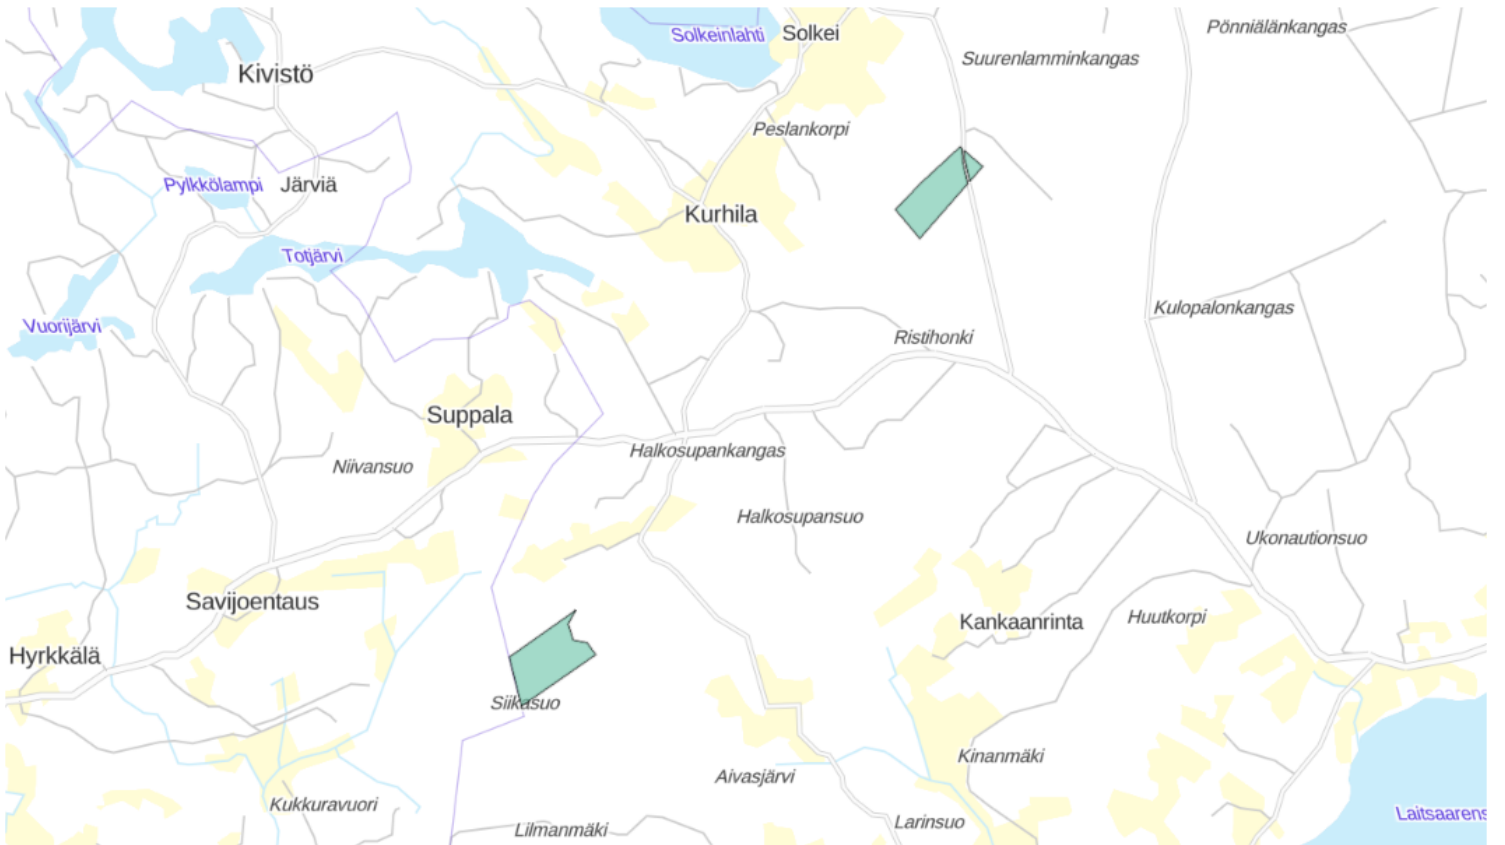 Pönniälänkangas
Solkeinlahti
Solkei
Suurenlamminkangas
Kivistö
Peslankorpi
Pylkkölampi
Järviä
Kurhila
Totjärvi
Kulopalonkangas
Vuorijärvi
Ristihonki
Suppala
Halkosupankangas
Niivansuo
Halkosupansuo
Ukonautionsuo
Savijoentaus
Huutkorpi
Kankaanrinta
Hyrkkälä
Siikasuo
Kinanmäki
Aivasjärvi
Kukkuravuori
Laitsaarens
Larinsuo
Lilmanmäki